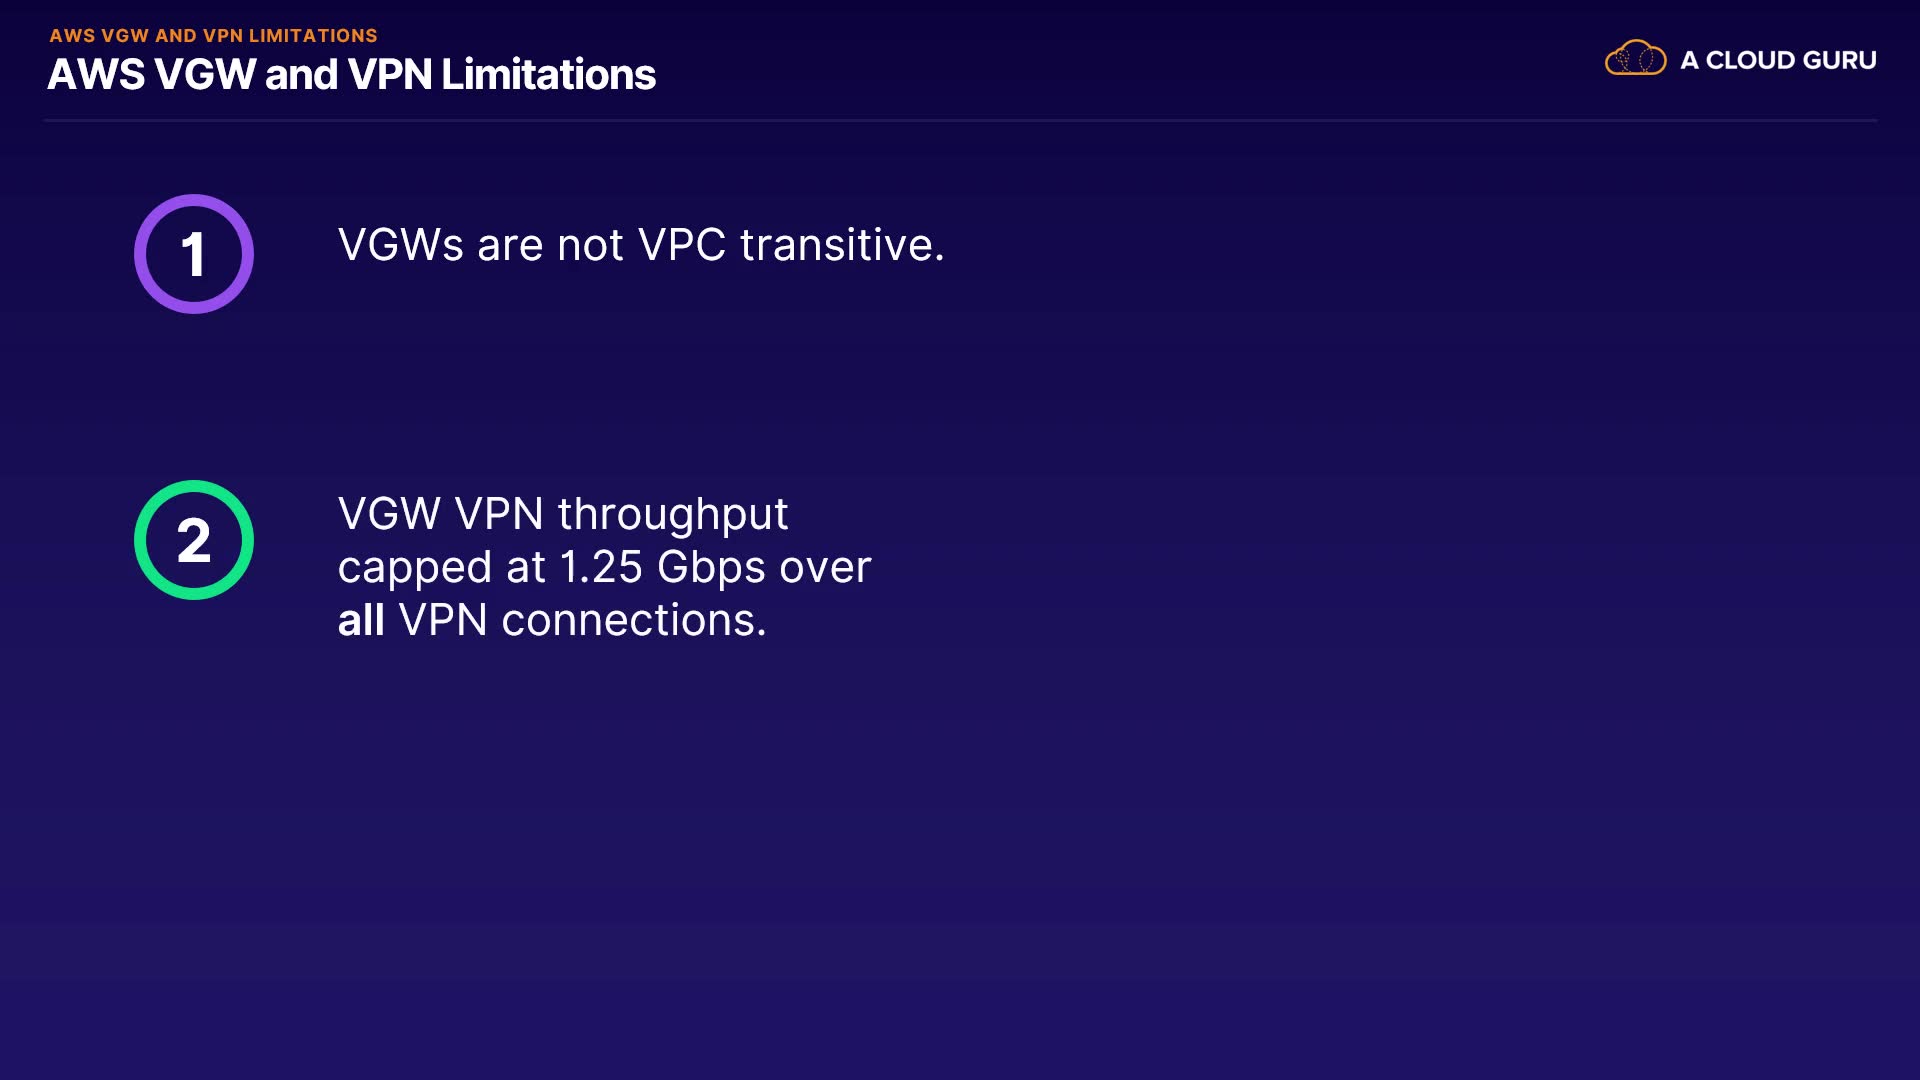 AWS VGW AND VPN LIMITATIONS
AWS VGW and VPN Limitations
A CLOUD GURU
1
VGWs are not VPC transitive.
2
VGW VPN throughput
capped at 1.25 Gbps over
all VPN connections.